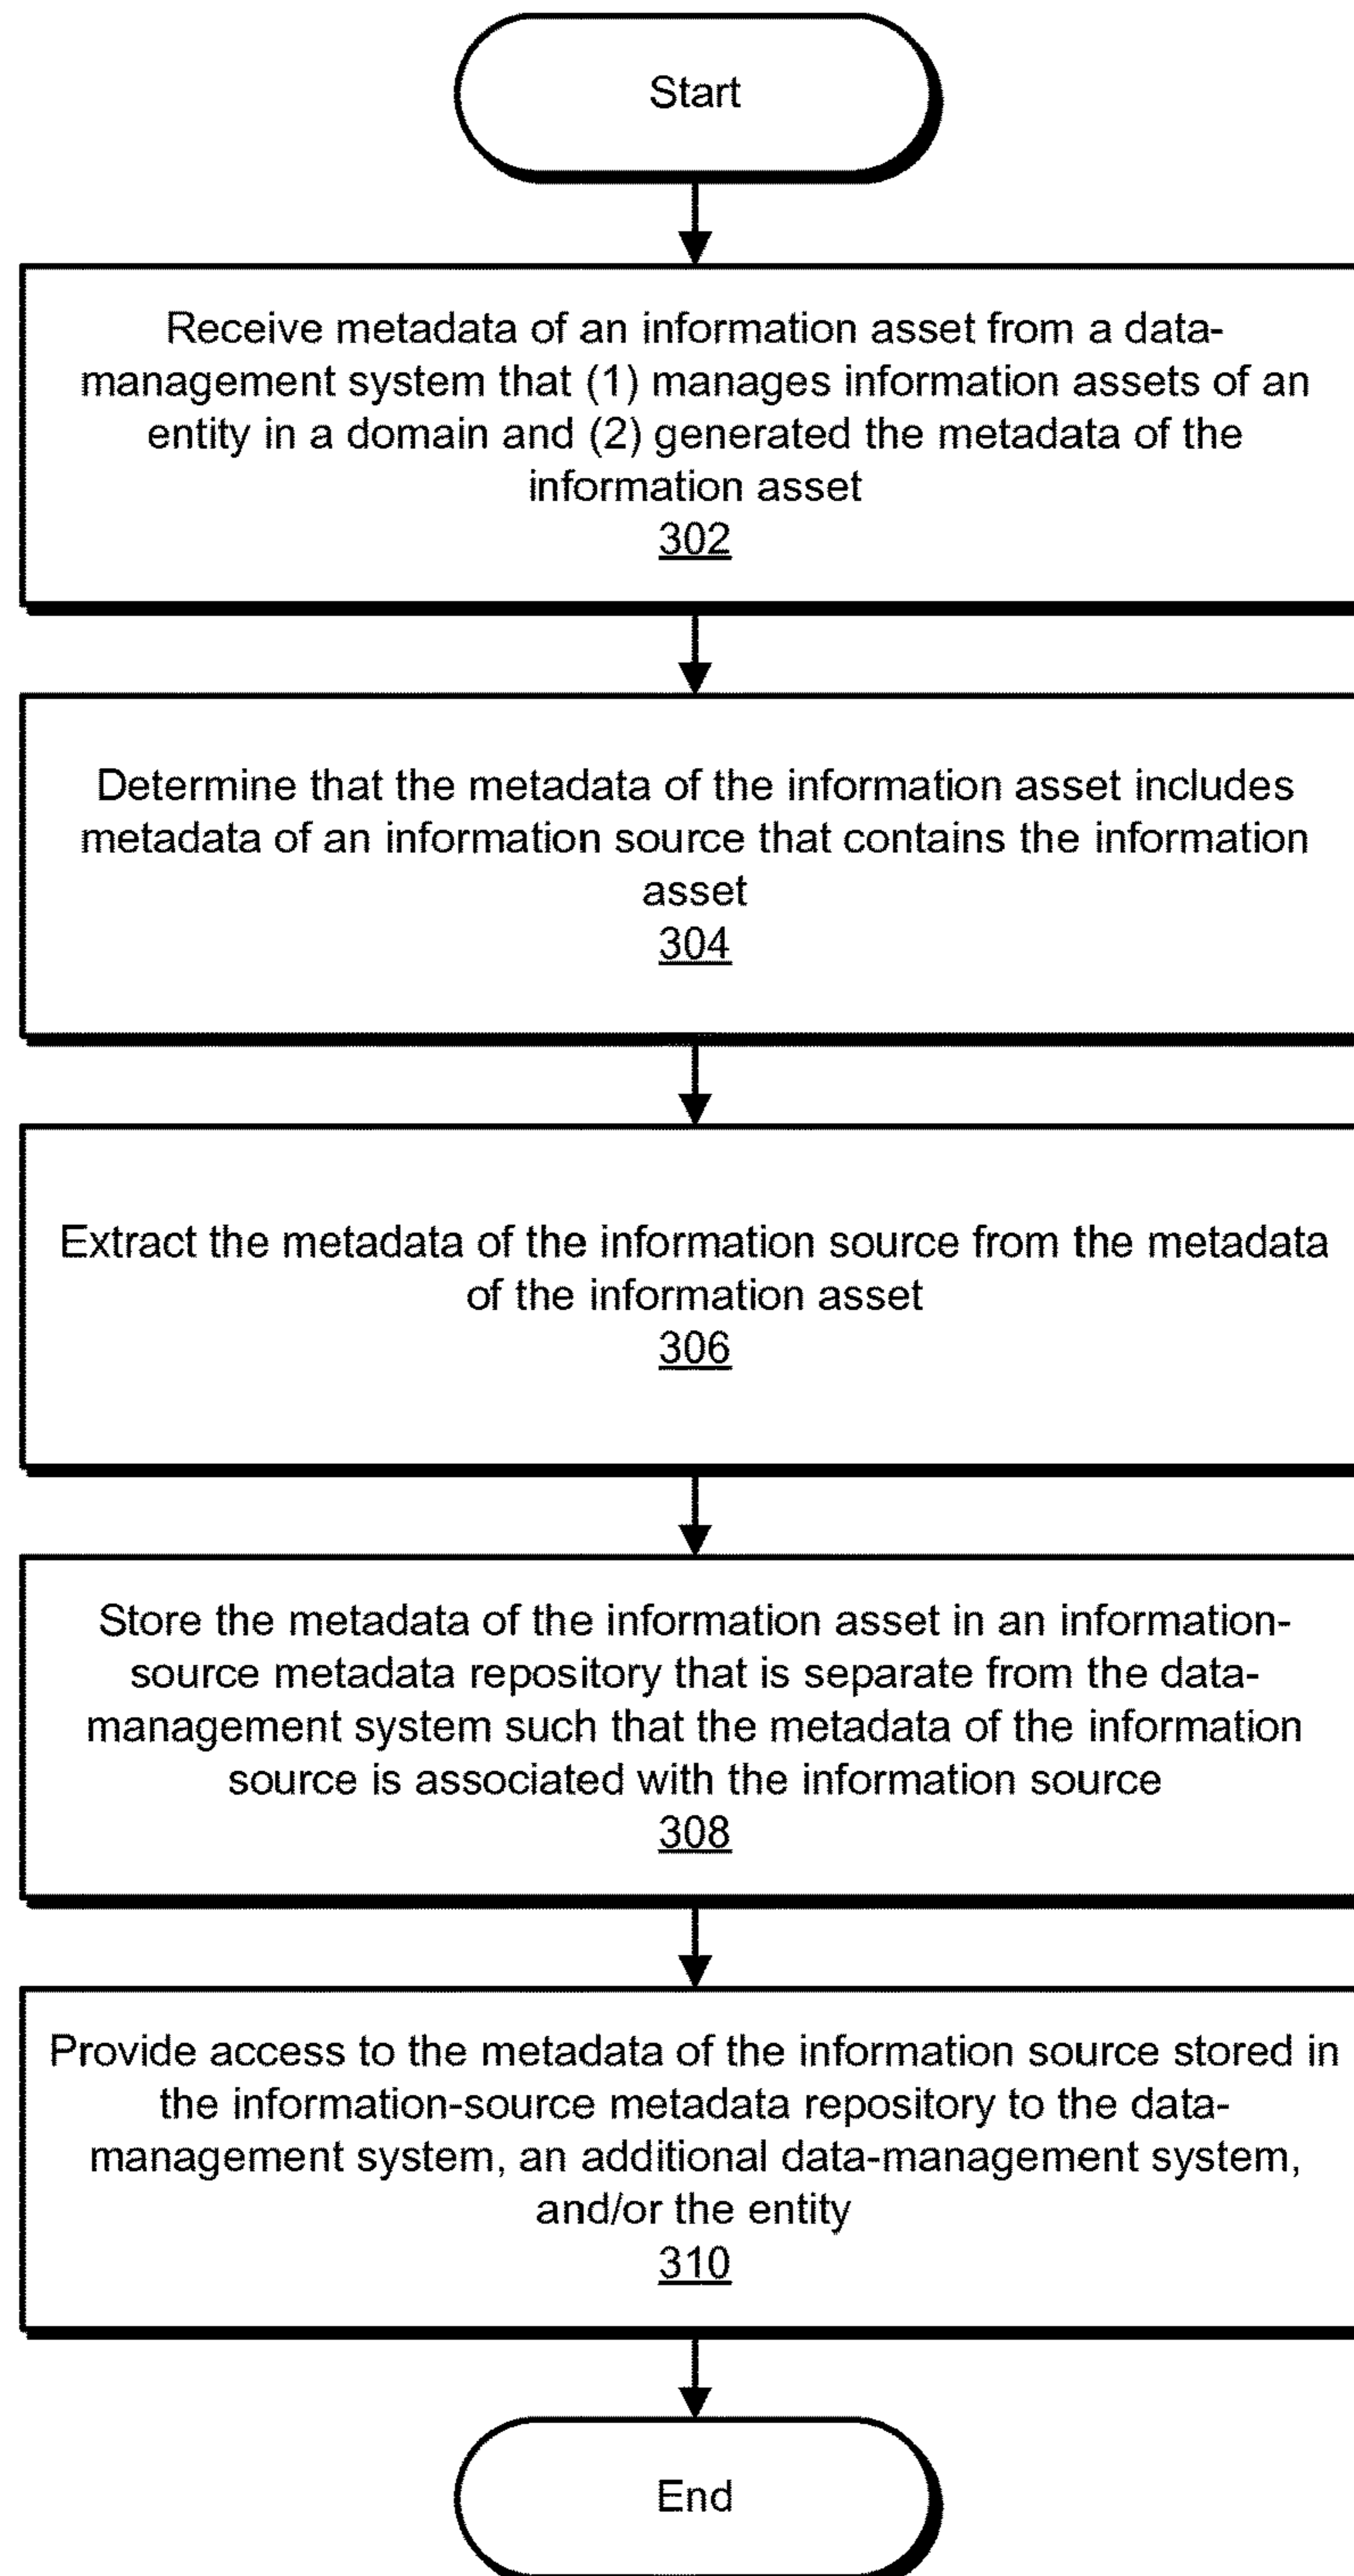 Start
Receive metadata of an information asset from a data-
management system that (1) manages information assets of an
entity in a domain and (2) generated the metadata of the
information asset
302
Determine that the metadata of the information asset includes
metadata of an information source that contains the information
asset
304
Extract the metadata of the information source from the metadata
of the information asset
306
Store the metadata of the information asset in an information-
source metadata repository that is separate from the data-
management system such that the metadata of the information
source is associated with the information source
308
Provide access to the metadata of the information source stored in
the information-source metadata repository to the data-
management system, an additional data-management system,
and/or the entity
310
End